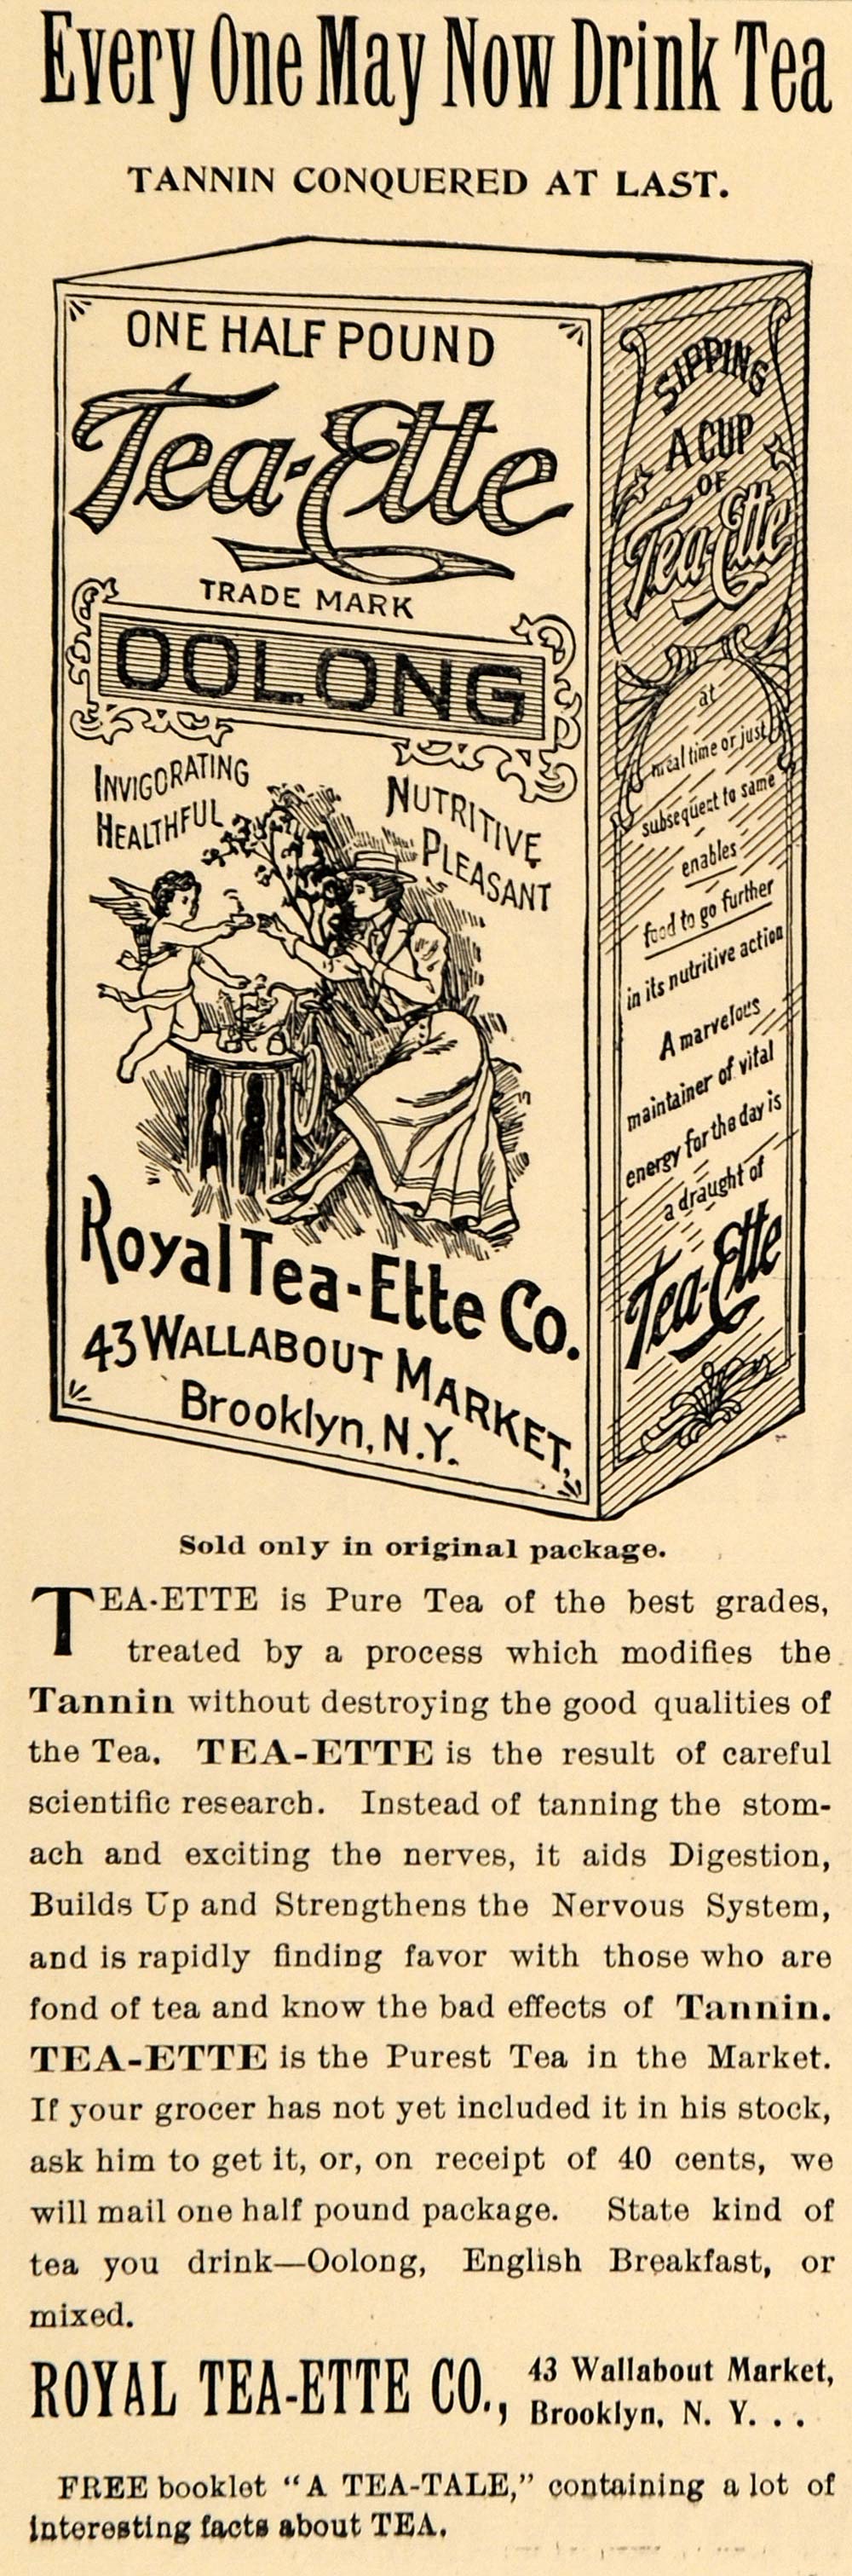 Every One May Now Drink Tea
TANNIN CONQUERED AT LAST.
ONE HALF POUND
Tea-Ette
TRADE MARK
OOLONG
INVIGORATING
HEALTHFUL
NUTRITIVE
PLEASANT
Royal Tea-Ette Co.
43 WALLABOUT MARKET,
Brooklyn, N.Y.
SIPPING
A CUP
OF
Tea-Ette
at
meal time or just
subsequent to same
enables
food to go further
in its nutritive action
A marvelous
maintainer of vital
energy for the day is
a draught of
Tea-Ette
Sold only in original package.
TEA-ETTE is Pure Tea of the best grades,
treated by a process which modifies the
Tannin without destroying the good qualities of
the Tea. TEA-ETTE is the result of careful
scientific research. Instead of tanning the stom-
ach and exciting the nerves, it aids Digestion,
Builds Up and Strengthens the Nervous System,
and is rapidly finding favor with those who are
fond of tea and know the bad effects of Tannin.
TEA-ETTE is the Purest Tea in the Market.
If your grocer has not yet included it in his stock,
ask him to get it, or, on receipt of 40 cents, we
will mail one half pound package. State kind of
tea you drink—Oolong, English Breakfast, or
mixed.
ROYAL TEA-ETTE CO., 43 Wallabout Market,
Brooklyn, N. Y. . .
FREE booklet "A TEA-TALE," containing a lot of
interesting facts about TEA.